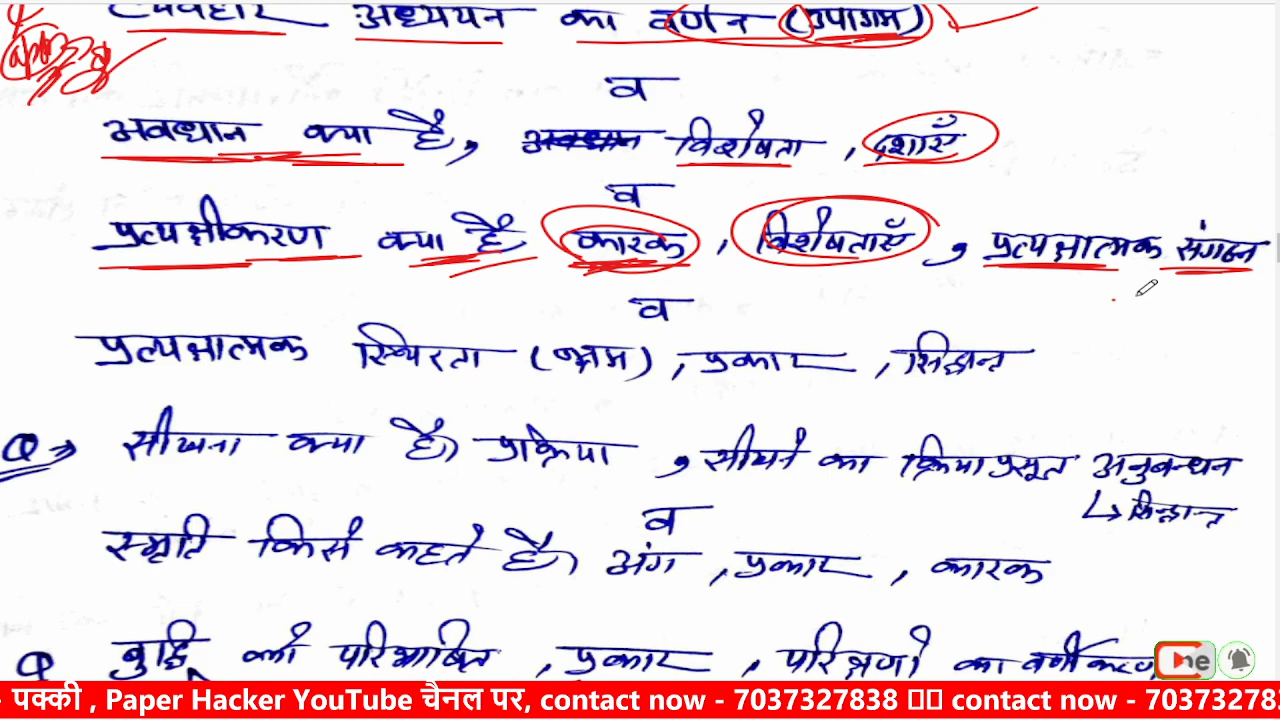 व्यवहार अध्ययन का वर्णन (उपागम)
व
अवधान क्या है, विशेषता, दशाएँ
व
प्रत्यक्षीकरण क्या है कारक, विशेषताएँ, प्रत्यक्षात्मक संगठन
व
प्रत्यक्षात्मक स्थिरता (भ्रम), प्रकार, सिद्धान्त
Q⇒ सीखना क्या है। प्रक्रिया, सीखने का क्रियाप्रसूत अनुबन्धन
↳ सिद्धान्त
व
स्मृति किसे कहते है। अंग, प्रकार, कारक
Q बुद्धि को परिभाषित, प्रकार, परिक्षणो का वर्गीकरण
पक्की , Paper Hacker YouTube चैनल पर, contact now - 7037327838 contact now - 703732783